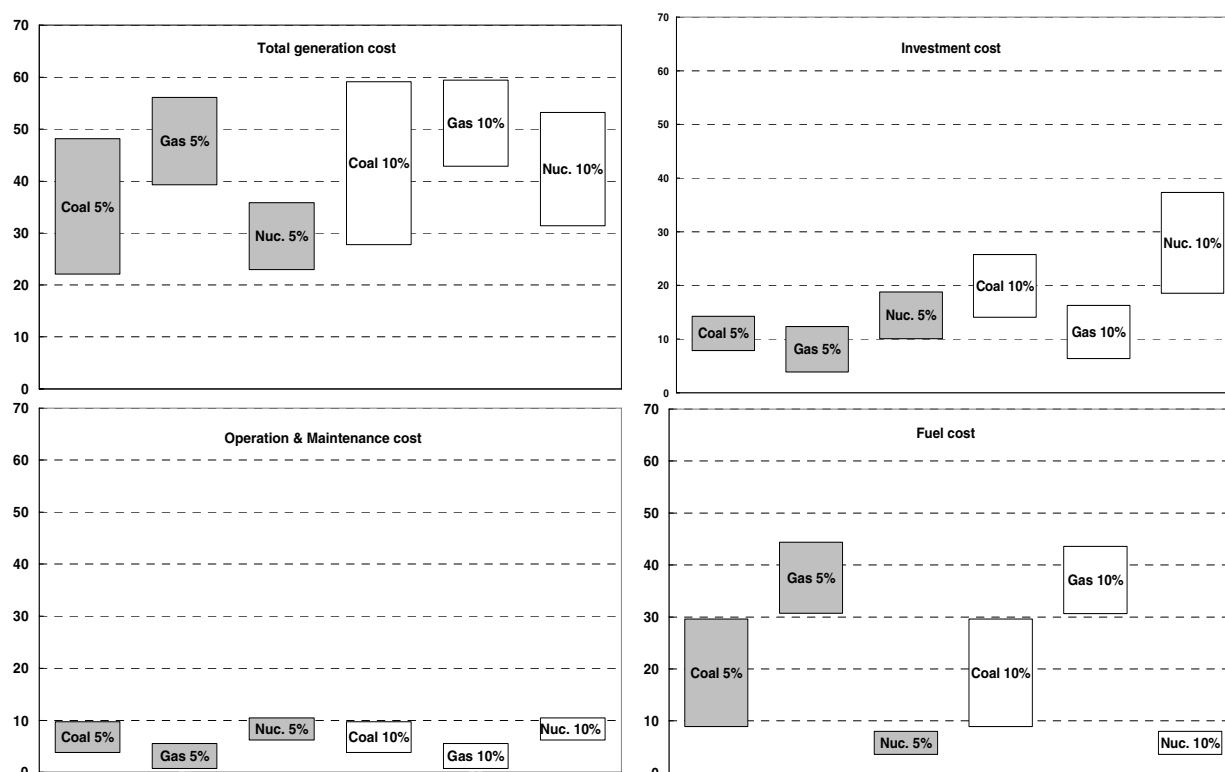 Total generation cost
70
60
50
40
30
20
10
0
Coal 5%
Gas 5%
Nuc. 5%
Coal 10%
Gas 10%
Nuc. 10%
Investment cost
70
60
50
40
30
20
10
0
Coal 5%
Gas 5%
Nuc. 5%
Coal 10%
Gas 10%
Nuc. 10%
Operation & Maintenance cost
70
60
50
40
30
20
10
0
Coal 5%
Gas 5%
Nuc. 5%
Coal 10%
Gas 10%
Nuc. 10%
Fuel cost
70
60
50
40
30
20
10
0
Coal 5%
Gas 5%
Nuc. 5%
Coal 10%
Gas 10%
Nuc. 10%